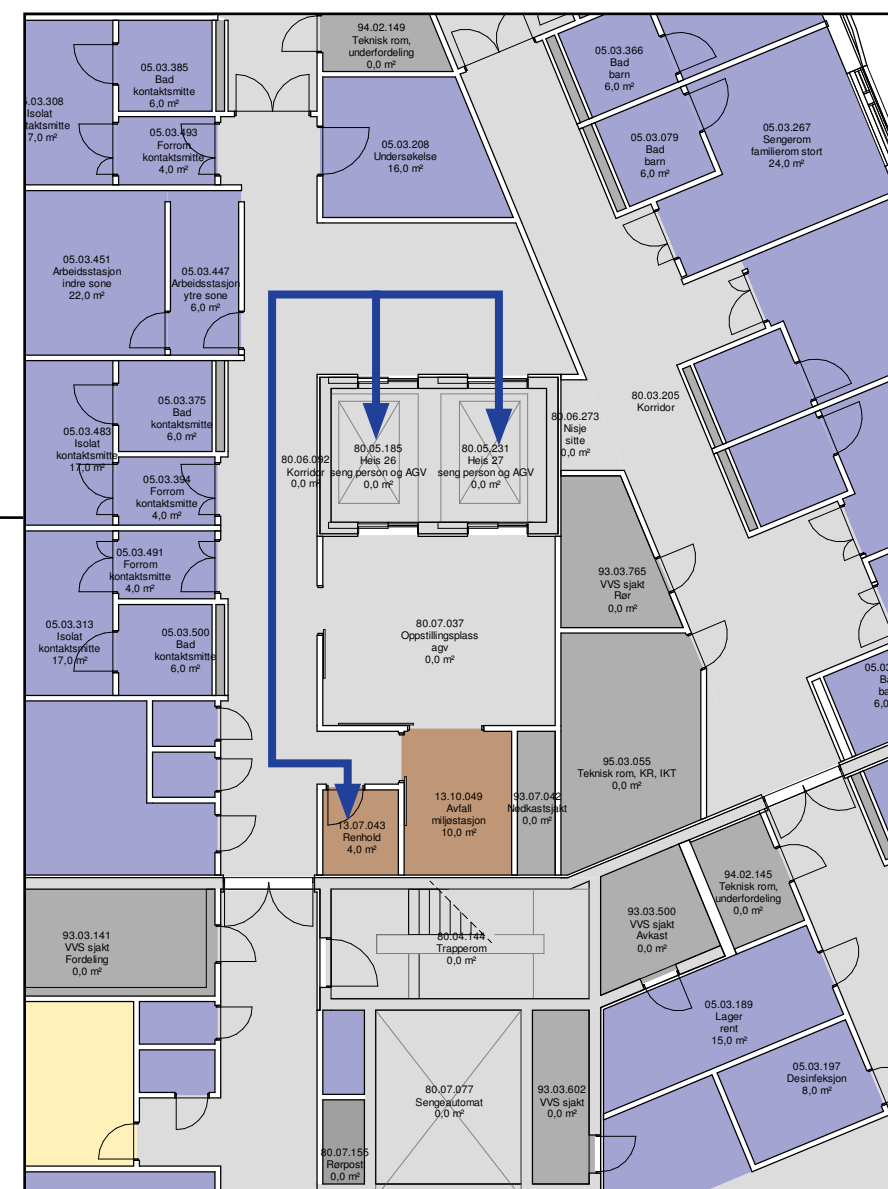 94.02.149
Teknisk rom,
underfordeling
0,0 m²
05.03.385
Bad
kontaktsmitte
6,0 m²
05.03.366
Bad
barn
6,0 m²
.03.308
Isolat
taktsmitte
7,0 m²
05.03.493
Forrom
kontaktsmitte
4,0 m²
05.03.208
Undersøkelse
16,0 m²
05.03.079
Bad
barn
6,0 m²
05.03.267
Sengerom
familierom stort
24,0 m²
05.03.451
Arbeidsstasjon
indre sone
22,0 m²
05.03.447
Arbeidsstasjon
ytre sone
6,0 m²
05.03.375
Bad
kontaktsmitte
6,0 m²
80.03.205
Korridor
80.06.273
Nisje
sitte
0,0 m²
05.03.483
Isolat
kontaktsmitte
17,0 m²
80.06.092
Korridor
0,0 m²
80.05.185
Heis 26
seng person og AGV
0,0 m²
80.05.231
Heis 27
seng person og AGV
0,0 m²
05.03.394
Forrom
kontaktsmitte
4,0 m²
05.03.491
Forrom
kontaktsmitte
4,0 m²
93.03.765
VVS sjakt
Rør
0,0 m²
05.03.313
Isolat
kontaktsmitte
17,0 m²
05.03.500
Bad
kontaktsmitte
6,0 m²
80.07.037
Oppstillingsplass
agv
0,0 m²
05.0
Ba
ba
6,0
95.03.055
Teknisk rom, KR, IKT
0,0 m²
13.07.043
Renhold
4,0 m²
13.10.049
Avfall
miljøstasjon
10,0 m²
93.07.042
Nedkastsjakt
0,0 m²
94.02.145
Teknisk rom,
underfordeling
0,0 m²
93.03.141
VVS sjakt
Fordeling
0,0 m²
80.04.144
Trapperom
0,0 m²
93.03.500
VVS sjakt
Avkast
0,0 m²
05.03.189
Lager
rent
15,0 m²
05.03.197
Desinfeksjon
8,0 m²
80.07.077
Sengeautomat
0,0 m²
93.03.602
VVS sjakt
0,0 m²
80.07.155
Rørpost
0,0 m²